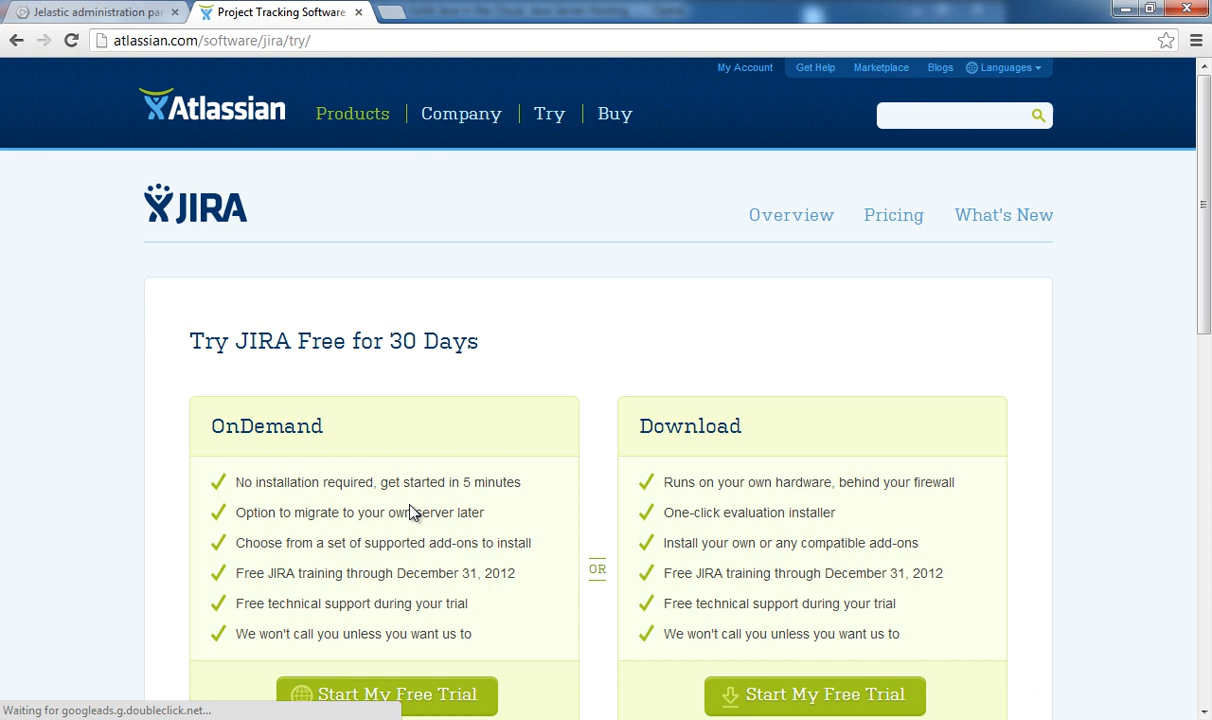 Jelastic administration pa
Project Tracking Software
atlassian.com/software/jira/try/
My Account
Get Help
Marketplace
Blogs
Languages
Atlassian
Products
Company
Try
Buy
JIRA
Overview
Pricing
What's New
Try JIRA Free for 30 Days
OnDemand
No installation required, get started in 5 minutes
Option to migrate to your own server later
Choose from a set of supported add-ons to install
Free JIRA training through December 31, 2012
Free technical support during your trial
We won't call you unless you want us to
Start My Free Trial
OR
Download
Runs on your own hardware, behind your firewall
One-click evaluation installer
Install your own or any compatible add-ons
Free JIRA training through December 31, 2012
Free technical support during your trial
We won't call you unless you want us to
Start My Free Trial
Waiting for googleads.g.doubleclick.net...